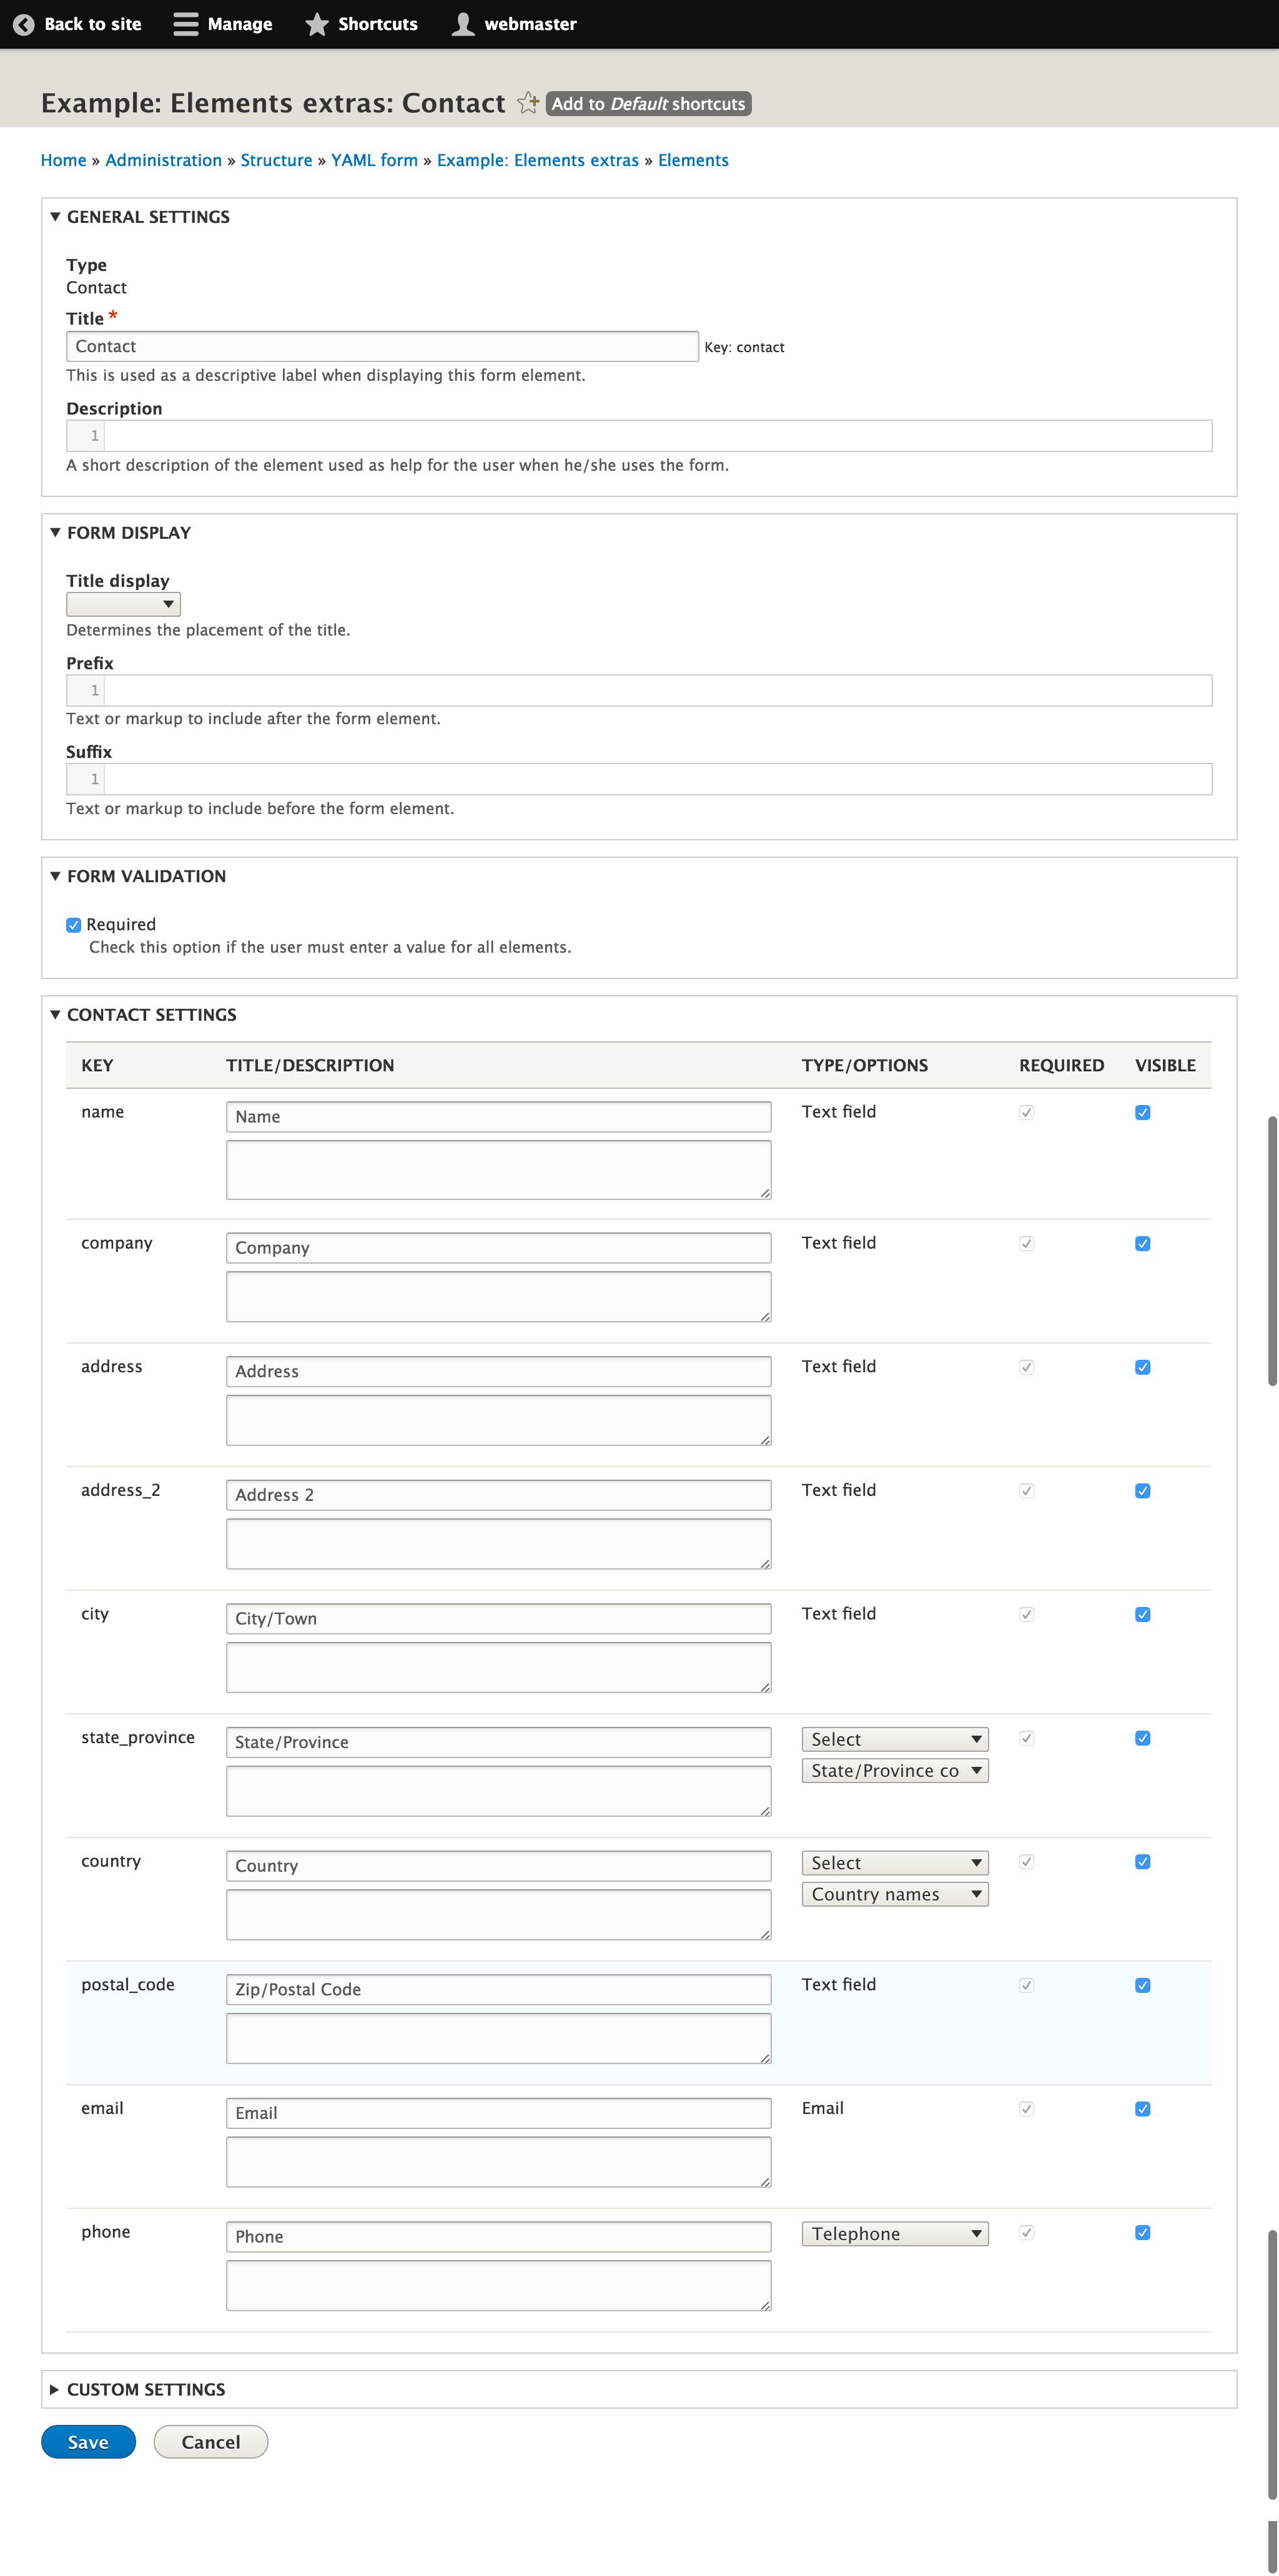 Back to site Manage Shortcuts webmaster
Example: Elements extras: Contact Add to Default shortcuts
Home » Administration » Structure » YAML form » Example: Elements extras » Elements
GENERAL SETTINGS
Type
Contact
Title *
Contact Key: contact
This is used as a descriptive label when displaying this form element.
Description
1
A short description of the element used as help for the user when he/she uses the form.
FORM DISPLAY
Title display
Determines the placement of the title.
Prefix
1
Text or markup to include after the form element.
Suffix
1
Text or markup to include before the form element.
FORM VALIDATION
Required
Check this option if the user must enter a value for all elements.
CONTACT SETTINGS
KEY TITLE/DESCRIPTION TYPE/OPTIONS REQUIRED VISIBLE
name Name Text field
company Company Text field
address Address Text field
address_2 Address 2 Text field
city City/Town Text field
state_province State/Province Select
State/Province co
country Country Select
Country names
postal_code Zip/Postal Code Text field
email Email Email
phone Phone Telephone
CUSTOM SETTINGS
Save Cancel